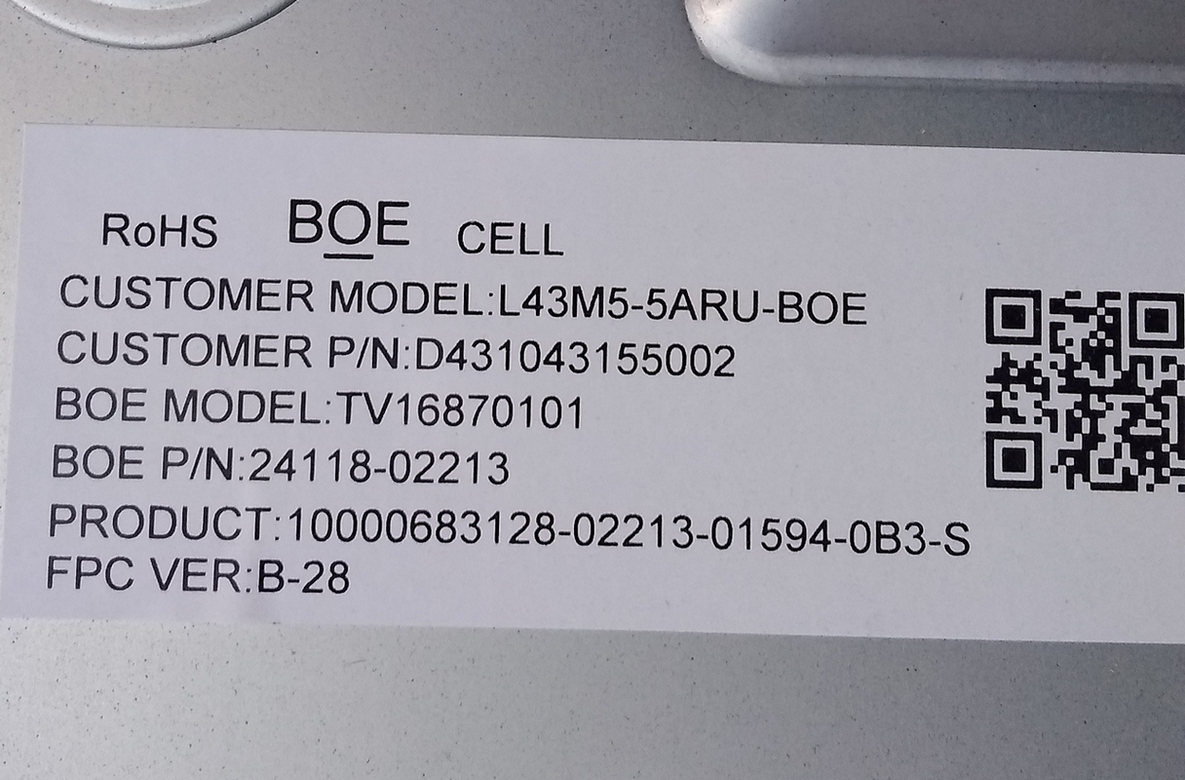 RoHS BOE CELL
CUSTOMER MODEL:L43M5-5ARU-BOE
CUSTOMER P/N:D431043155002
BOE MODEL:TV16870101
BOE P/N:24118-02213
PRODUCT:10000683128-02213-01594-0B3-S
FPC VER:B-28